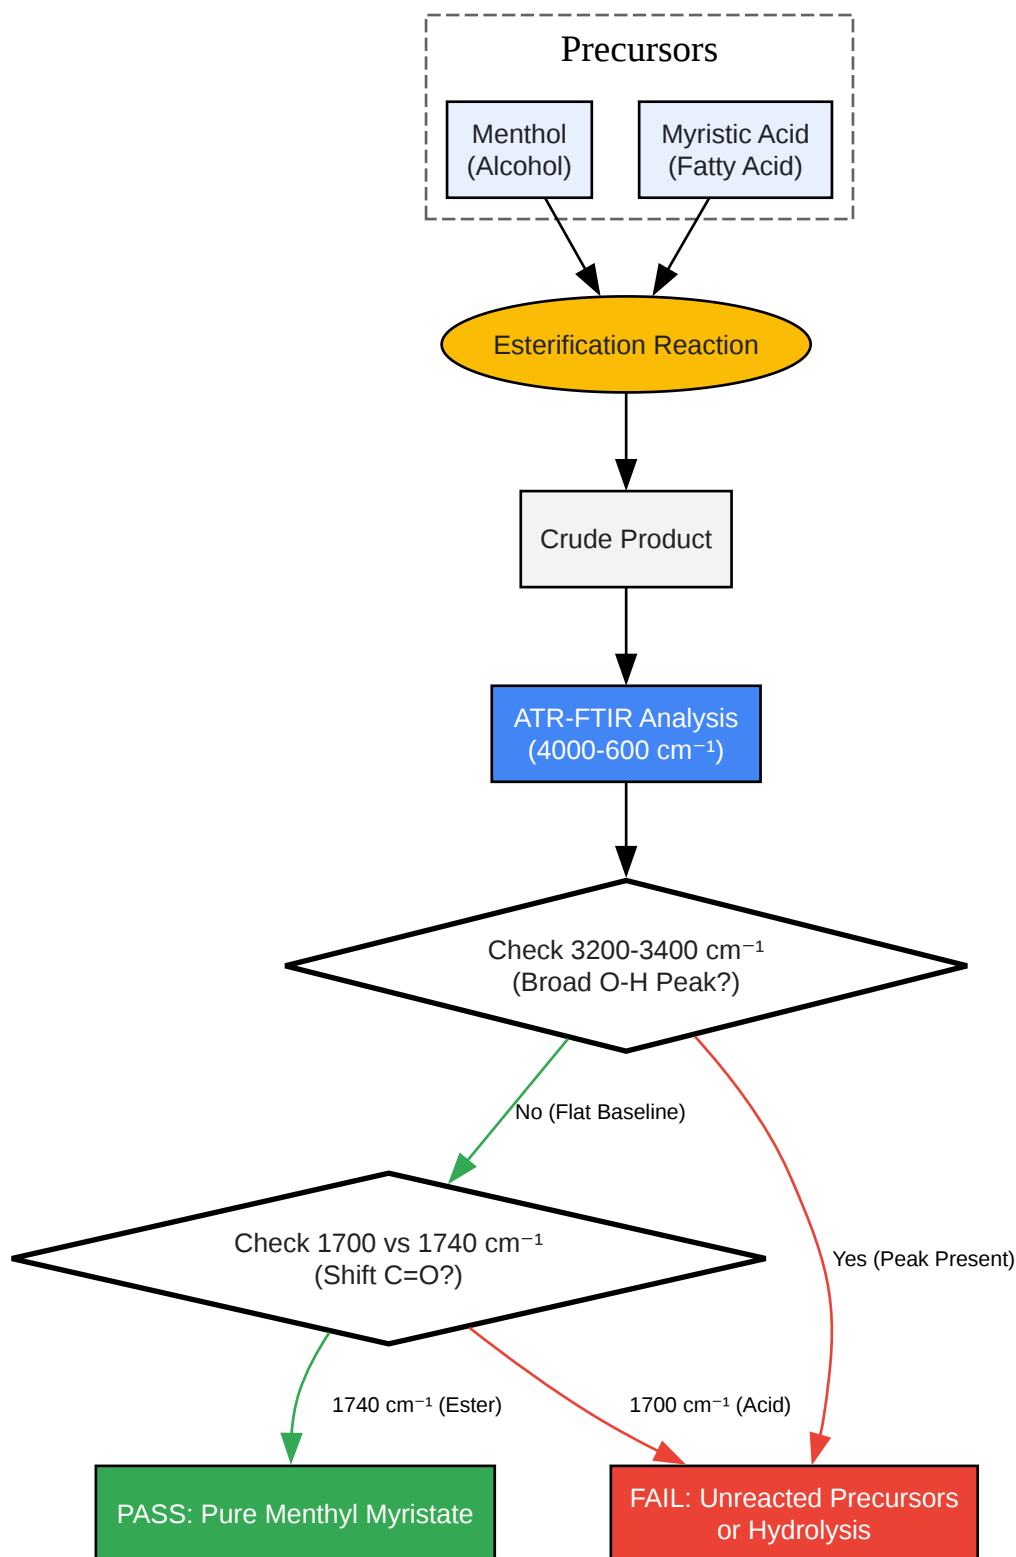 Precursors
Menthol
(Alcohol)
Myristic Acid
(Fatty Acid)
Esterification Reaction
Crude Product
ATR-FTIR Analysis
(4000-600 cm⁻¹)
Check 3200-3400 cm⁻¹
(Broad O-H Peak?)
No (Flat Baseline)
Check 1700 vs 1740 cm⁻¹
(Shift C=O?)
Yes (Peak Present)
1740 cm⁻¹ (Ester)
1700 cm⁻¹ (Acid)
PASS: Pure Menthyl Myristate
FAIL: Unreacted Precursors
or Hydrolysis